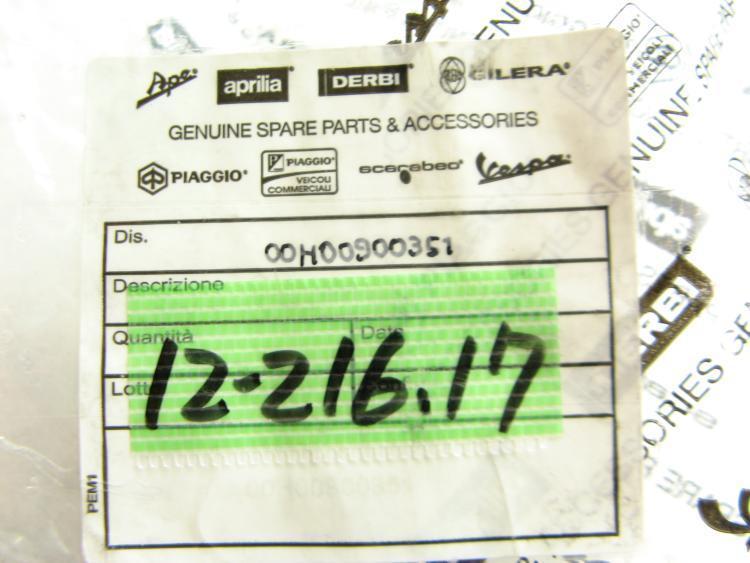 Ape
aprilia DERBI GILERA
GENUINE SPARE PARTS & ACCESSORIES
PIAGGIO PIAGGIO VEICOLI COMMERCIALI scarabeo Vespa
Dis. 00H00900351
Descrizione
Quantità Data
Lotto
12-216.17
PEM1